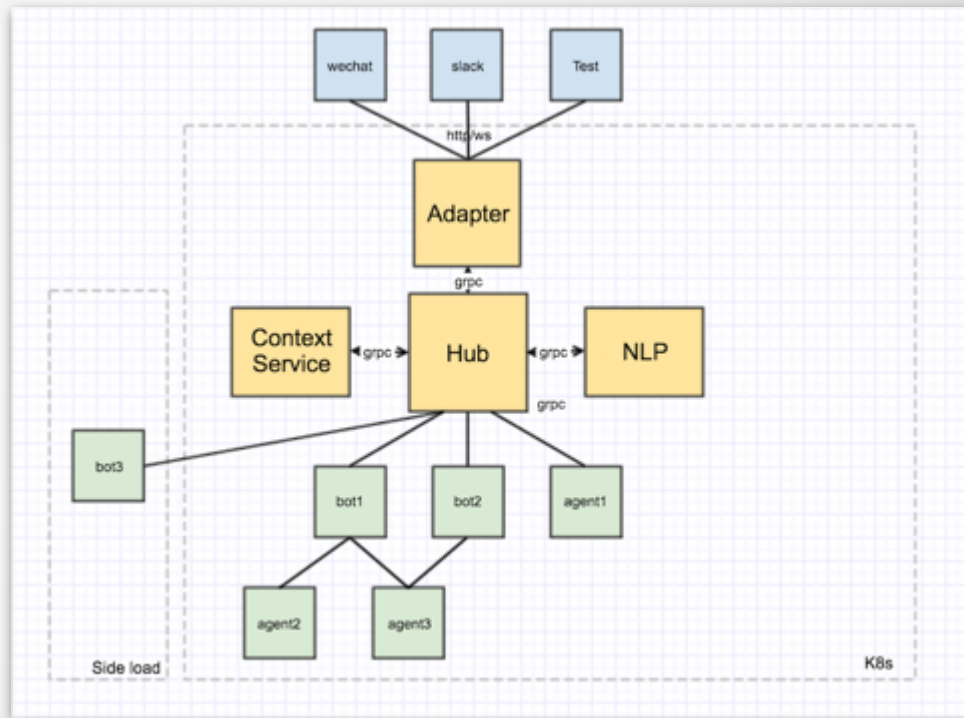 wechat
slack
Test
http/ws
Adapter
grpc
Context
Service
grpc
Hub
grpc
NLP
grpc
bot3
bot1
bot2
agent1
agent2
agent3
Side load
K8s